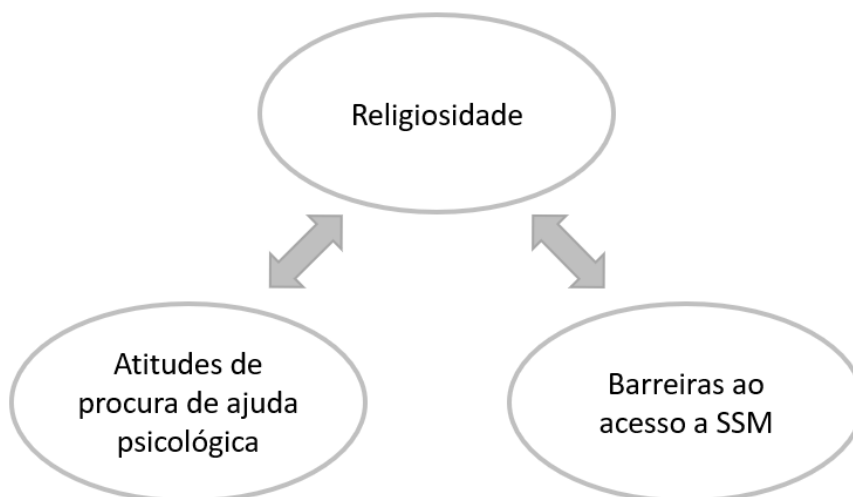 Religiosidade
Atitudes de
procura de ajuda
psicológica
Barreiras ao
acesso a SSM